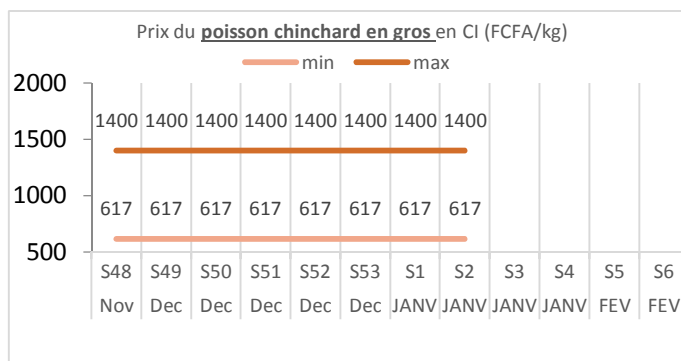 Prix du poisson chinchard en gros en CI (FCFA/kg)
min max
2000
1400 1400 1400 1400 1400 1400 1400 1400
1500
1000
617 617 617 617 617 617 617 617
500
S48 S49 S50 S51 S52 S53 S1 S2 S3 S4 S5 S6
Nov Dec Dec Dec Dec Dec JANV JANV JANV JANV FEV FEV